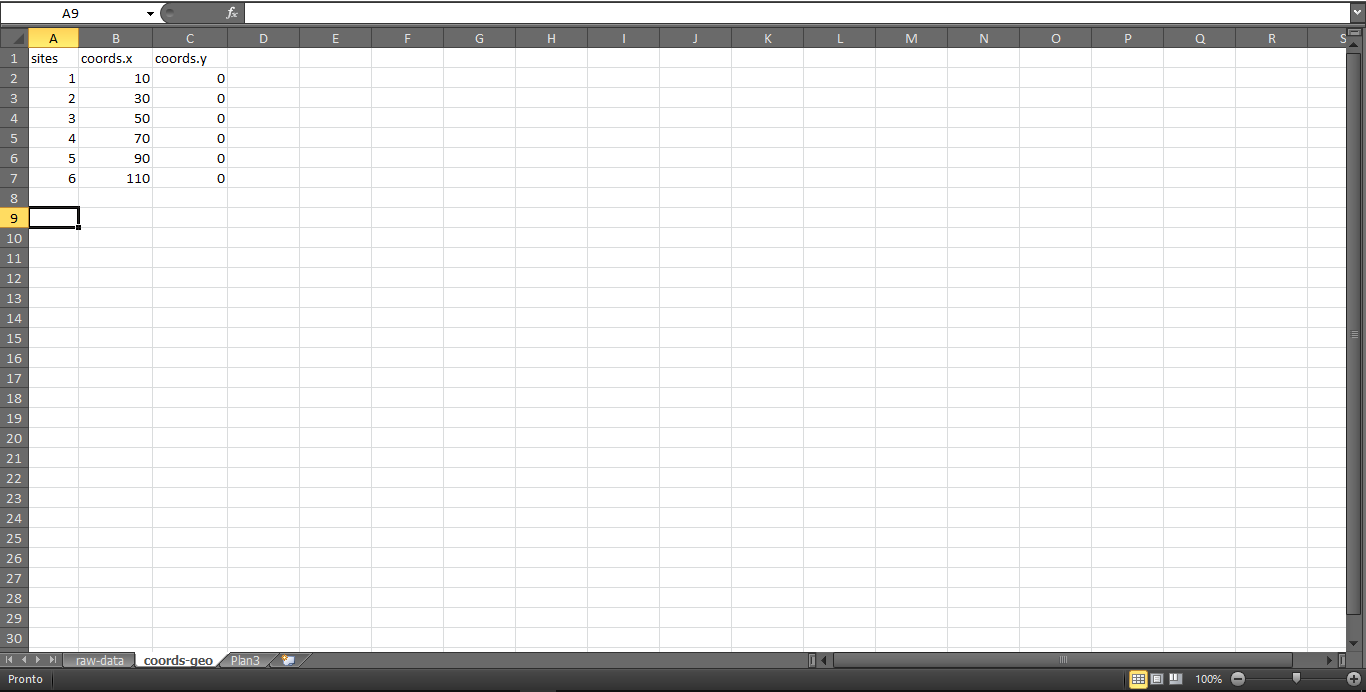 A9 fx
A B C D E F G H I J K L M N O P Q R S
1 sites coords.x coords.y
2 1 10 0
3 2 30 0
4 3 50 0
5 4 70 0
6 5 90 0
7 6 110 0
8
9
10
11
12
13
14
15
16
17
18
19
20
21
22
23
24
25
26
27
28
29
30
raw-data coords-geo Plan3
Pronto 100%